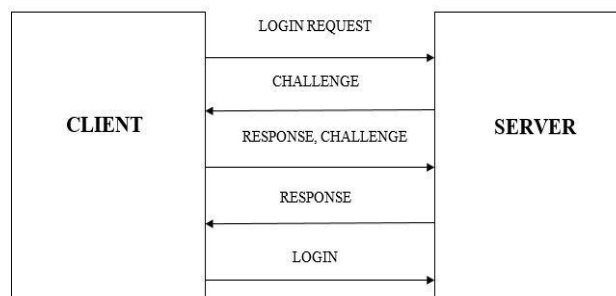 LOGIN REQUEST
CHALLENGE
CLIENT
SERVER
RESPONSE, CHALLENGE
RESPONSE
LOGIN